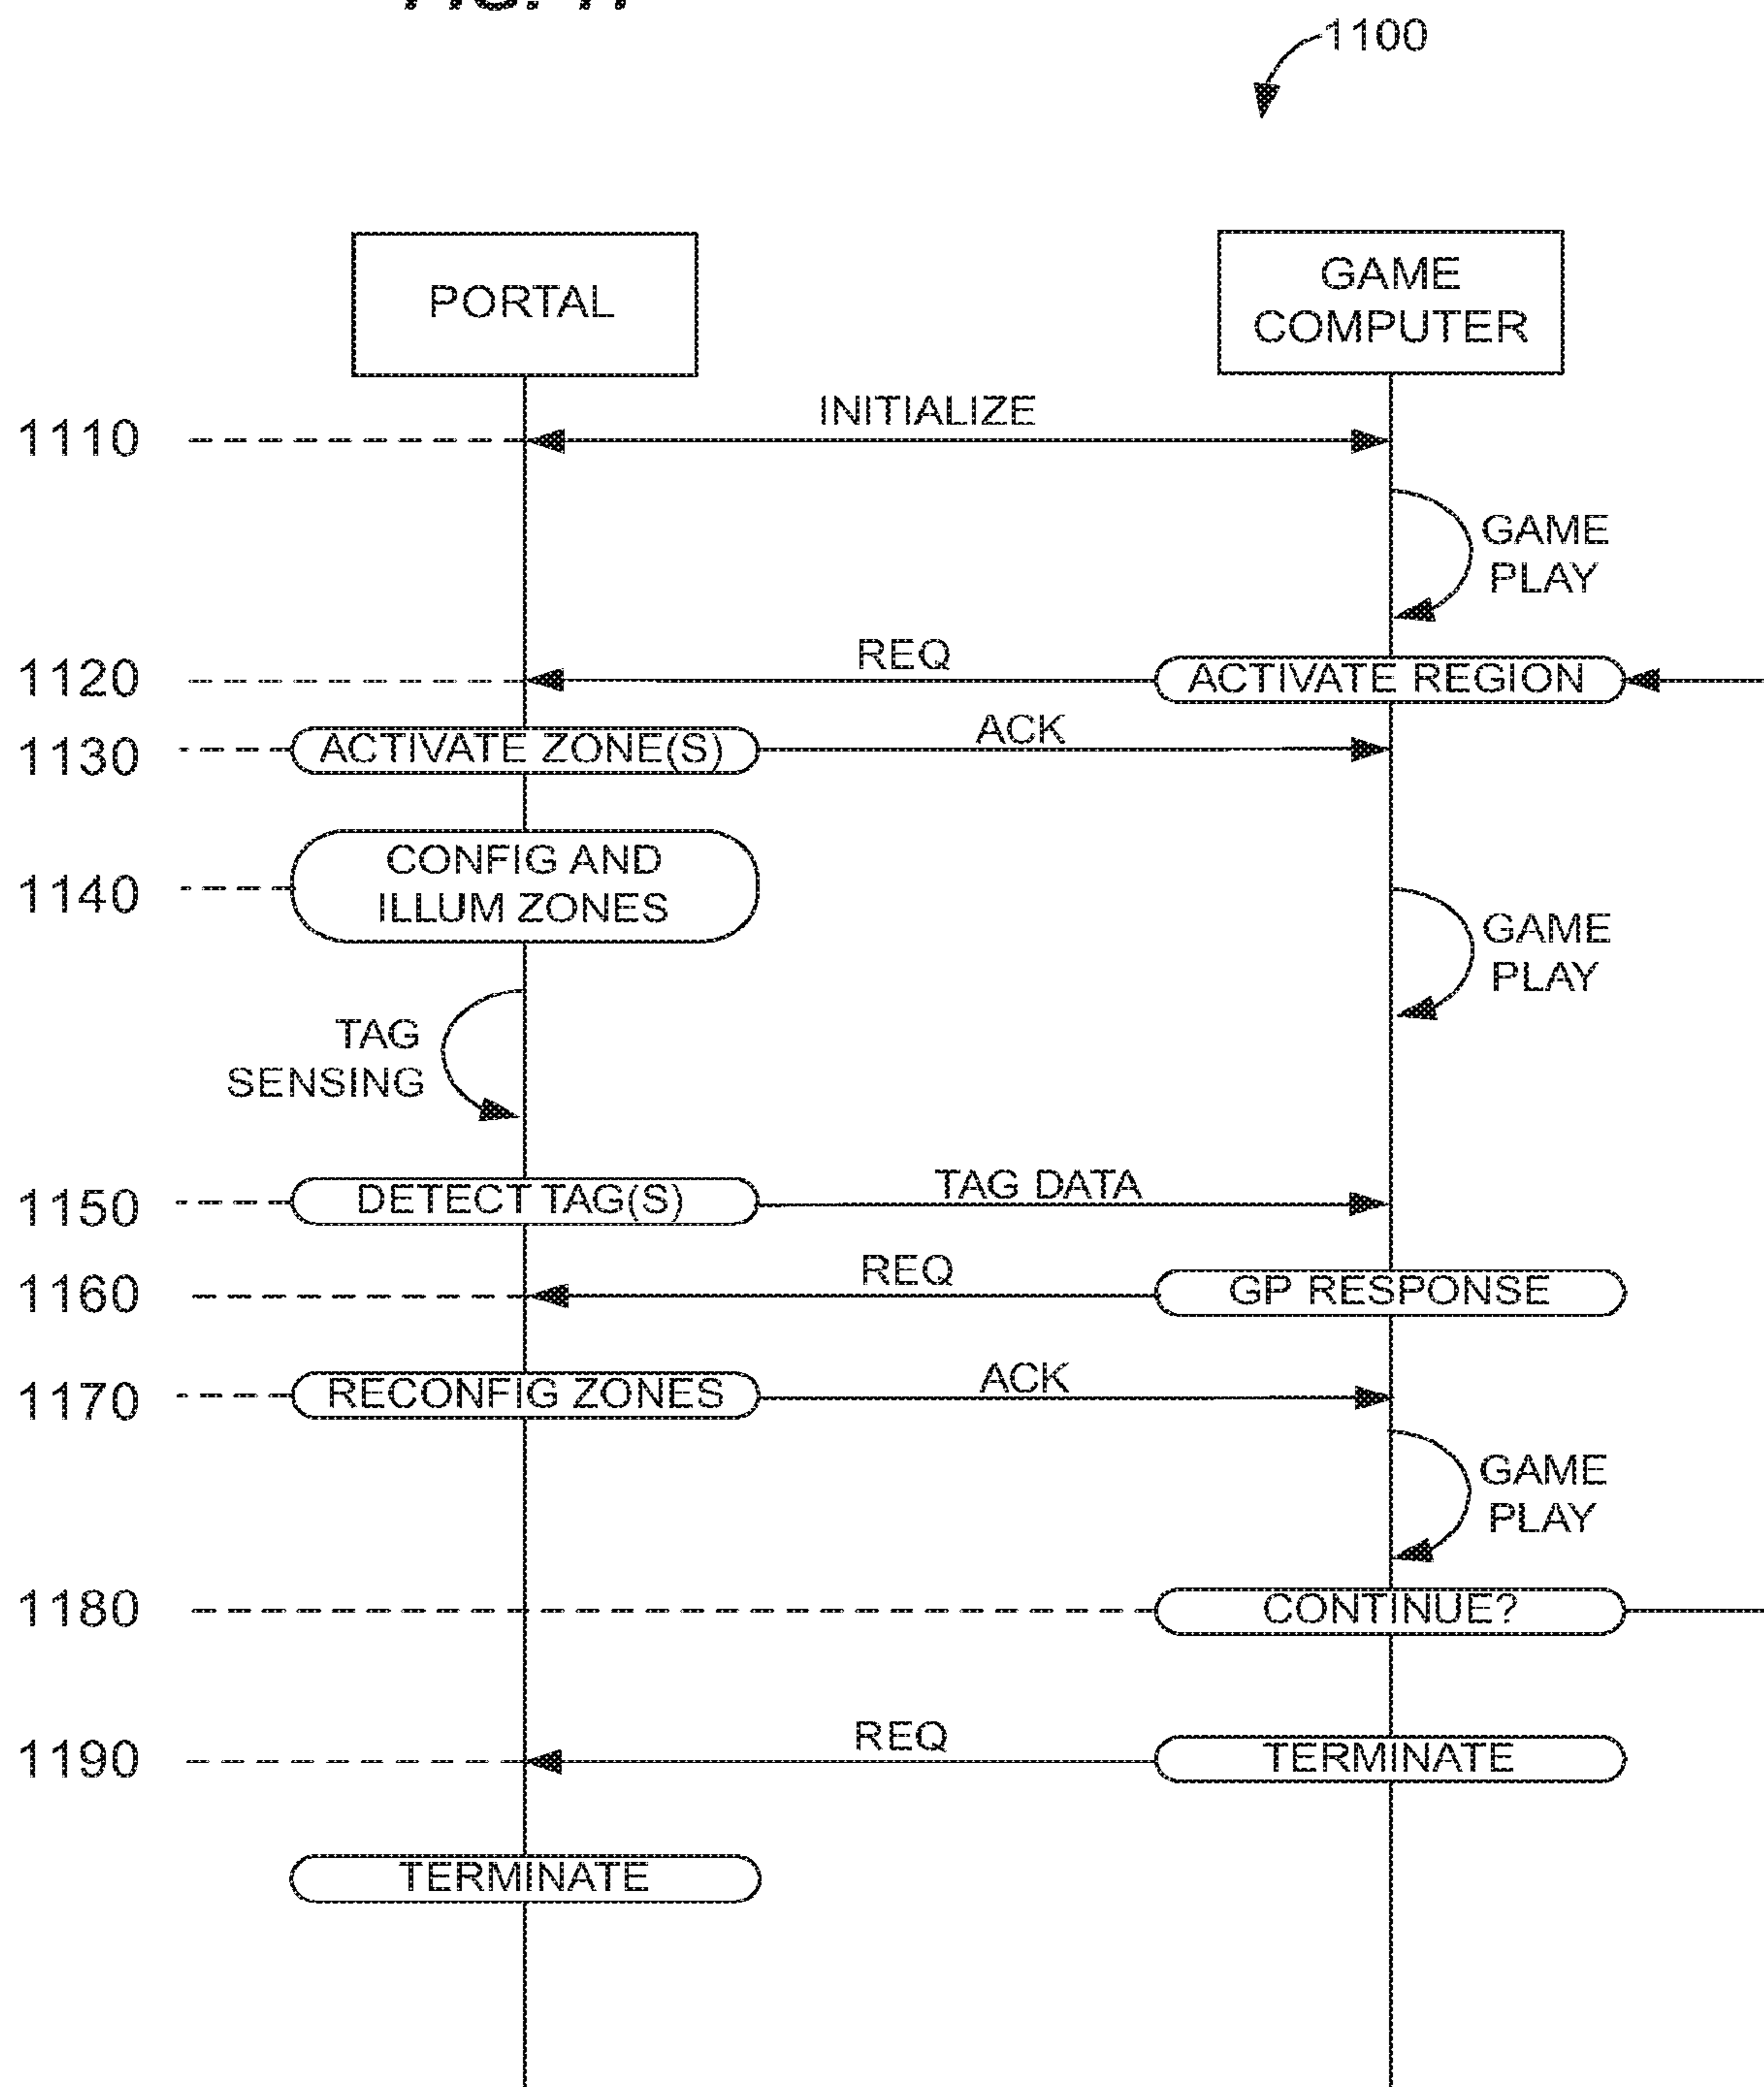 1100
PORTAL
GAME
COMPUTER
1110
INITIALIZE
GAME
PLAY
1120
REQ
ACTIVATE REGION
1130
ACTIVATE ZONE(S)
ACK
1140
CONFIG AND
ILLUM ZONES
GAME
PLAY
TAG
SENSING
1150
DETECT TAG(S)
TAG DATA
1160
REQ
GP RESPONSE
1170
RECONFIG ZONES
ACK
GAME
PLAY
1180
CONTINUE?
1190
REQ
TERMINATE
TERMINATE